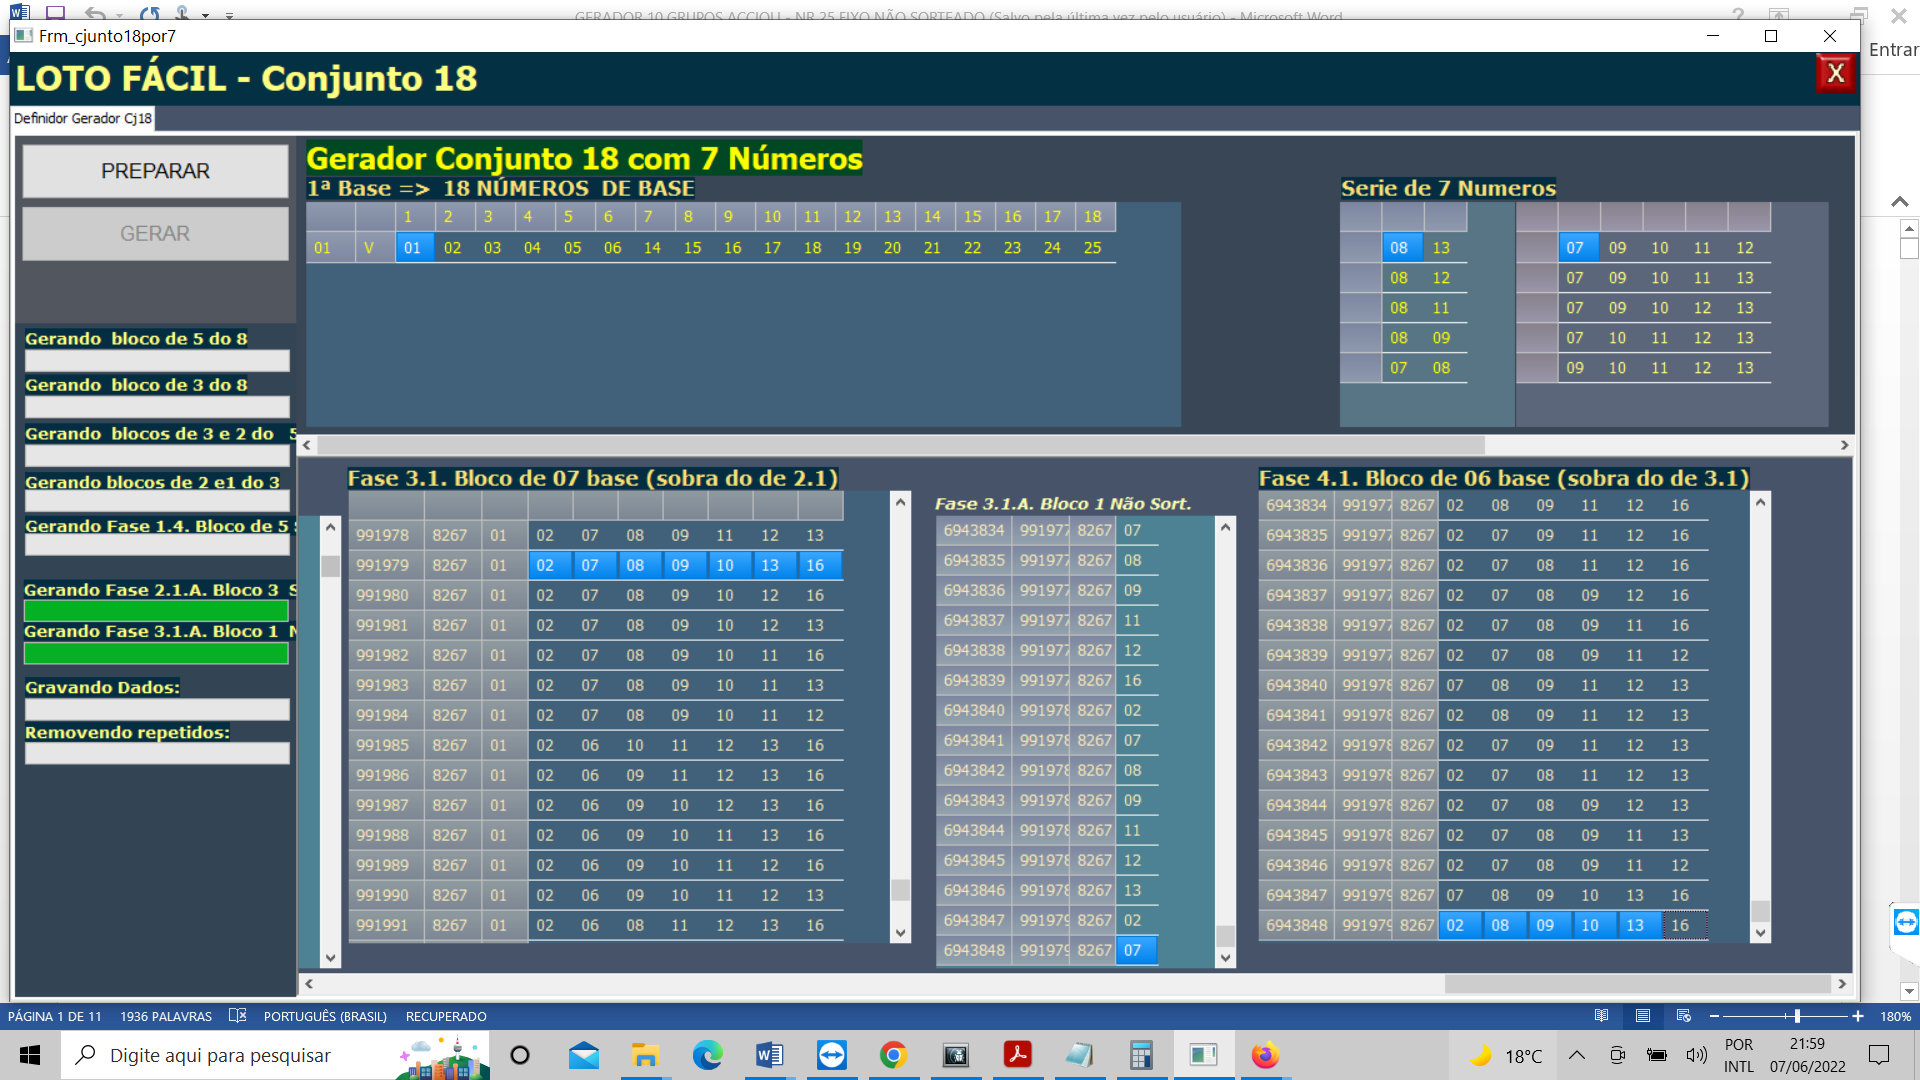 GERADOR 10 GRUPOS ACCIOLI - NR 25 FIXO NÃO SORTEADO (Salvo pela última vez pelo usuário) - Microsoft Word
Frm_cjunto18por7
Entrar
LOTO FÁCIL - Conjunto 18
X
Definidor Gerador Cj18
PREPARAR
GERAR
Gerando bloco de 5 do 8
Gerando bloco de 3 do 8
Gerando blocos de 3 e 2 do 5
Gerando blocos de 2 e1 do 3
Gerando Fase 1.4. Bloco de 5
Gerando Fase 2.1.A. Bloco 3 S
Gerando Fase 3.1.A. Bloco 1 N
Gravando Dados:
Removendo repetidos:
Gerador Conjunto 18 com 7 Números
1ª Base => 18 NÚMEROS DE BASE
1 2 3 4 5 6 7 8 9 10 11 12 13 14 15 16 17 18
01 V 01 02 03 04 05 06 14 15 16 17 18 19 20 21 22 23 24 25
Serie de 7 Numeros
08 13
08 12
08 11
08 09
07 08
07 09 10 11 12
07 09 10 11 13
07 09 10 12 13
07 10 11 12 13
09 10 11 12 13
Fase 3.1. Bloco de 07 base (sobra do de 2.1)
991978 8267 01 02 07 08 09 11 12 13
991979 8267 01 02 07 08 09 10 13 16
991980 8267 01 02 07 08 09 10 12 16
991981 8267 01 02 07 08 09 10 12 13
991982 8267 01 02 07 08 09 10 11 16
991983 8267 01 02 07 08 09 10 11 13
991984 8267 01 02 07 08 09 10 11 12
991985 8267 01 02 06 10 11 12 13 16
991986 8267 01 02 06 09 11 12 13 16
991987 8267 01 02 06 09 10 12 13 16
991988 8267 01 02 06 09 10 11 13 16
991989 8267 01 02 06 09 10 11 12 16
991990 8267 01 02 06 09 10 11 12 13
991991 8267 01 02 06 08 11 12 13 16
Fase 3.1.A. Bloco 1 Não Sort.
6943834 991977 8267 07
6943835 991977 8267 08
6943836 991977 8267 09
6943837 991977 8267 11
6943838 991977 8267 12
6943839 991977 8267 16
6943840 991978 8267 02
6943841 991978 8267 07
6943842 991978 8267 08
6943843 991978 8267 09
6943844 991978 8267 11
6943845 991978 8267 12
6943846 991978 8267 13
6943847 991979 8267 02
6943848 991979 8267 07
Fase 4.1. Bloco de 06 base (sobra do de 3.1)
6943834 991977 8267 02 08 09 11 12 16
6943835 991977 8267 02 07 09 11 12 16
6943836 991977 8267 02 07 08 11 12 16
6943837 991977 8267 02 07 08 09 12 16
6943838 991977 8267 02 07 08 09 11 16
6943839 991977 8267 02 07 08 09 11 12
6943840 991978 8267 07 08 09 11 12 13
6943841 991978 8267 02 08 09 11 12 13
6943842 991978 8267 02 07 09 11 12 13
6943843 991978 8267 02 07 08 11 12 13
6943844 991978 8267 02 07 08 09 12 13
6943845 991978 8267 02 07 08 09 11 13
6943846 991978 8267 02 07 08 09 11 12
6943847 991979 8267 07 08 09 10 13 16
6943848 991979 8267 02 08 09 10 13 16
PÁGINA 1 DE 11 1936 PALAVRAS PORTUGUÊS (BRASIL) RECUPERADO 180%
Digite aqui para pesquisar
18°C
POR
INTL
21:59
07/06/2022